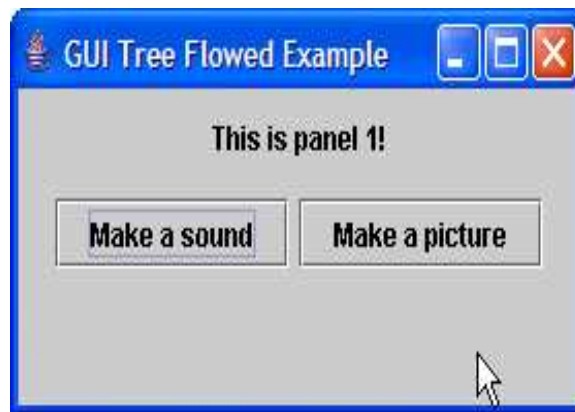 GUI Tree Flowed Example
This is panel 1!
Make a sound
Make a picture